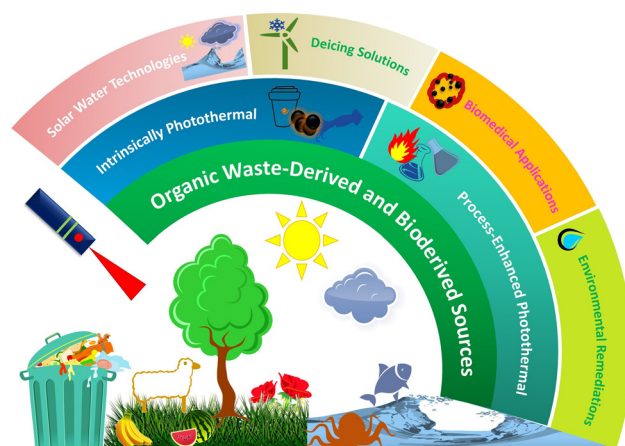 Solar Water Technologies
Deicing Solutions
Biomedical Applications
Environmental Remediations
Intrinsically Photothermal
Process-Enhanced Photothermal
Organic Waste-Derived and Bioderived Sources